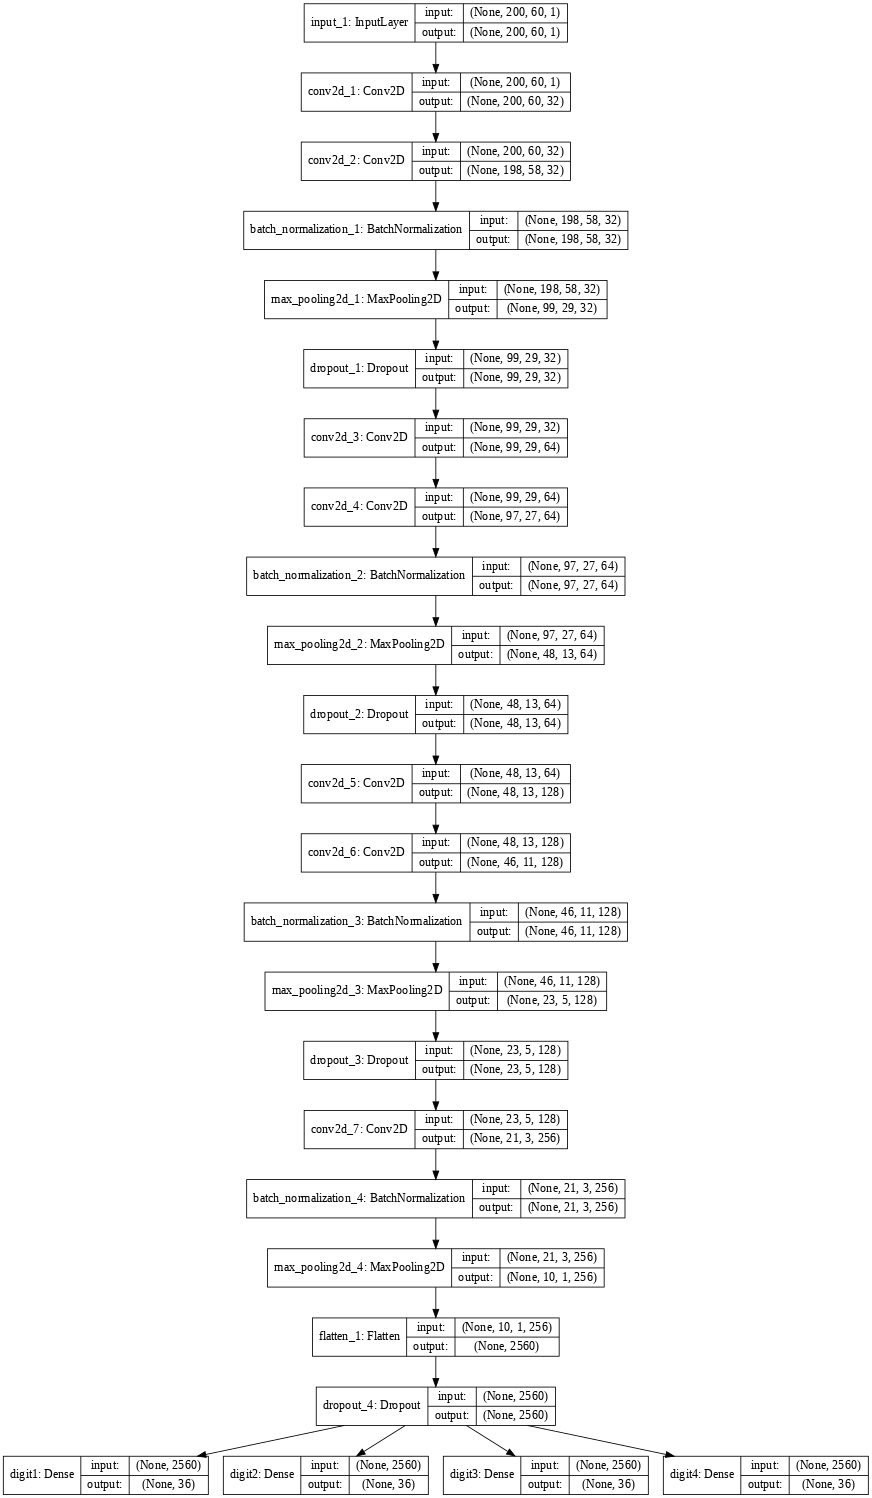 input_1: InputLayer input: (None, 200, 60, 1)
output: (None, 200, 60, 1)
conv2d_1: Conv2D input: (None, 200, 60, 1)
output: (None, 200, 60, 32)
conv2d_2: Conv2D input: (None, 200, 60, 32)
output: (None, 198, 58, 32)
batch_normalization_1: BatchNormalization input: (None, 198, 58, 32)
output: (None, 198, 58, 32)
max_pooling2d_1: MaxPooling2D input: (None, 198, 58, 32)
output: (None, 99, 29, 32)
dropout_1: Dropout input: (None, 99, 29, 32)
output: (None, 99, 29, 32)
conv2d_3: Conv2D input: (None, 99, 29, 32)
output: (None, 99, 29, 64)
conv2d_4: Conv2D input: (None, 99, 29, 64)
output: (None, 97, 27, 64)
batch_normalization_2: BatchNormalization input: (None, 97, 27, 64)
output: (None, 97, 27, 64)
max_pooling2d_2: MaxPooling2D input: (None, 97, 27, 64)
output: (None, 48, 13, 64)
dropout_2: Dropout input: (None, 48, 13, 64)
output: (None, 48, 13, 64)
conv2d_5: Conv2D input: (None, 48, 13, 64)
output: (None, 48, 13, 128)
conv2d_6: Conv2D input: (None, 48, 13, 128)
output: (None, 46, 11, 128)
batch_normalization_3: BatchNormalization input: (None, 46, 11, 128)
output: (None, 46, 11, 128)
max_pooling2d_3: MaxPooling2D input: (None, 46, 11, 128)
output: (None, 23, 5, 128)
dropout_3: Dropout input: (None, 23, 5, 128)
output: (None, 23, 5, 128)
conv2d_7: Conv2D input: (None, 23, 5, 128)
output: (None, 21, 3, 256)
batch_normalization_4: BatchNormalization input: (None, 21, 3, 256)
output: (None, 21, 3, 256)
max_pooling2d_4: MaxPooling2D input: (None, 21, 3, 256)
output: (None, 10, 1, 256)
flatten_1: Flatten input: (None, 10, 1, 256)
output: (None, 2560)
dropout_4: Dropout input: (None, 2560)
output: (None, 2560)
digit1: Dense input: (None, 2560)
output: (None, 36)
digit2: Dense input: (None, 2560)
output: (None, 36)
digit3: Dense input: (None, 2560)
output: (None, 36)
digit4: Dense input: (None, 2560)
output: (None, 36)